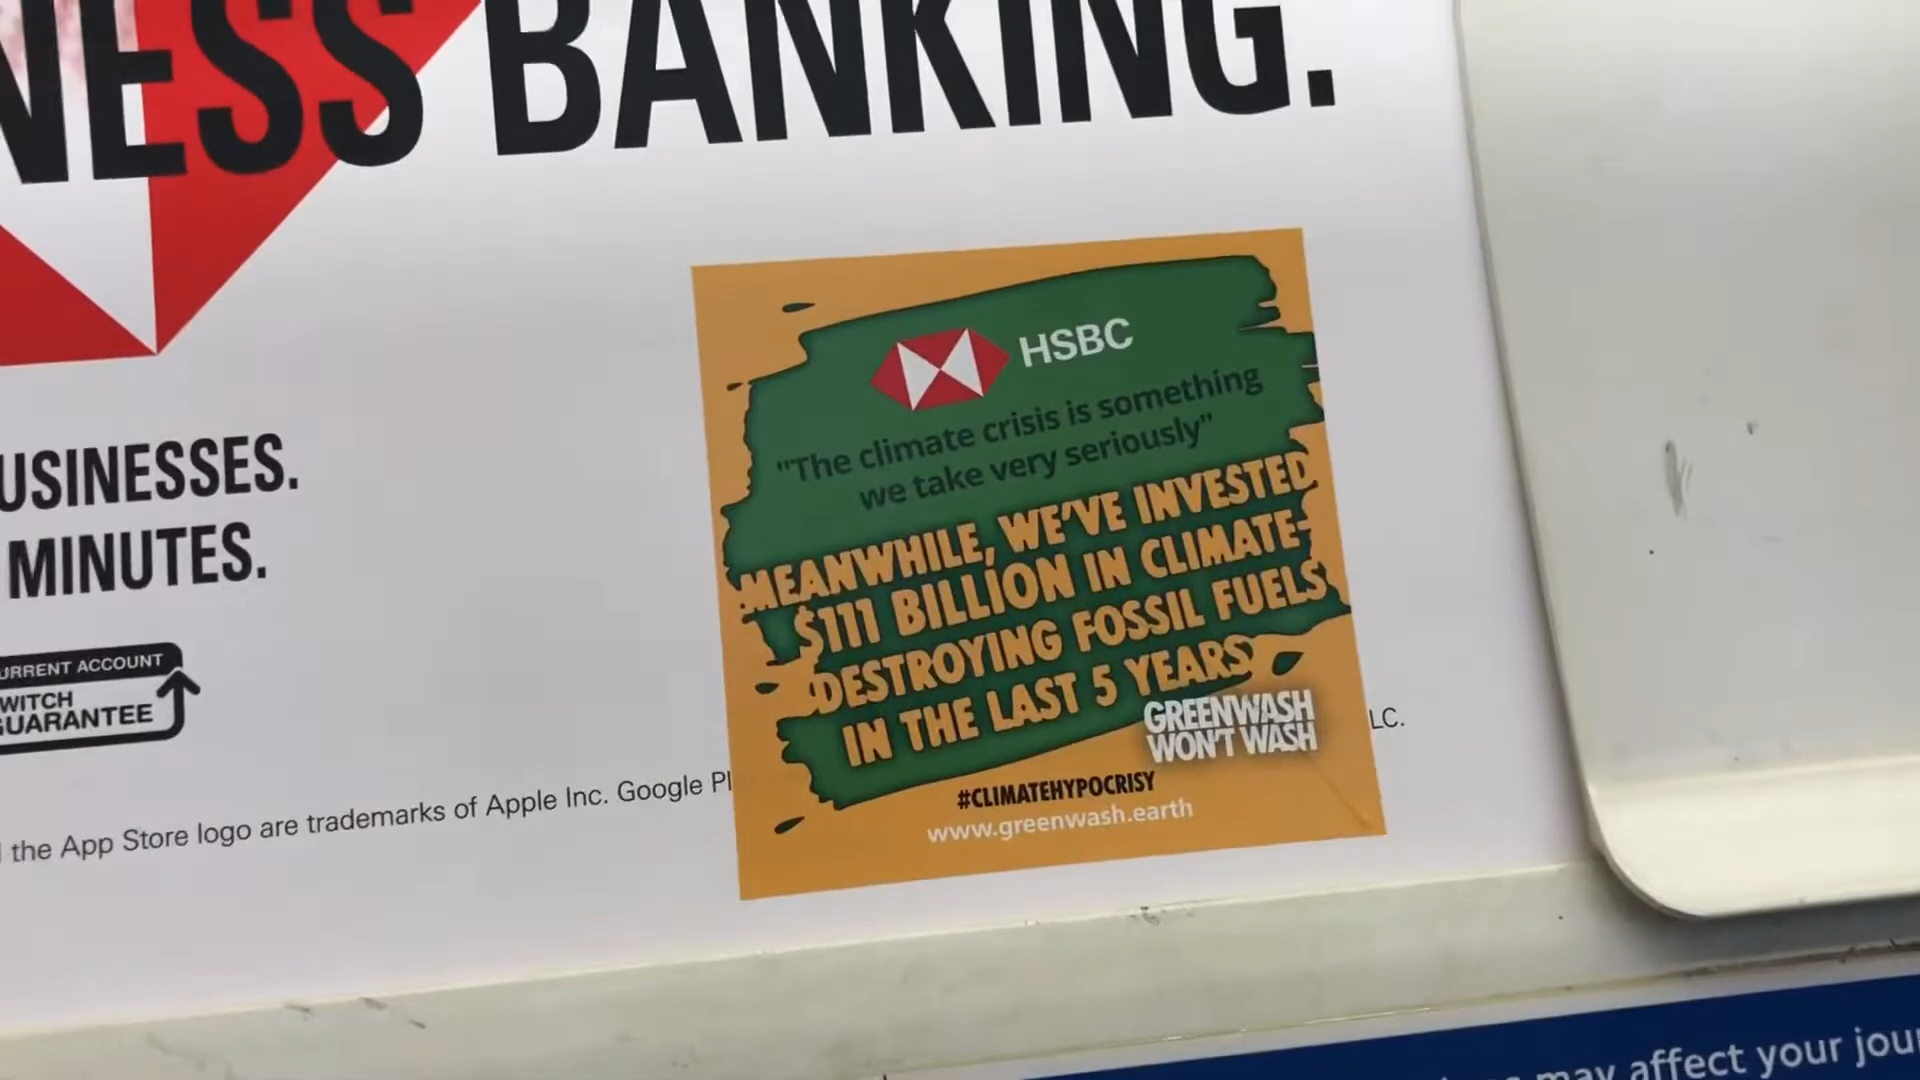 NESS BANKING.
USINESSES.
MINUTES.
URRENT ACCOUNT
WITCH
GUARANTEE
the App Store logo are trademarks of Apple Inc. Google Pl
LC.
HSBC
"The climate crisis is something
we take very seriously"
MEANWHILE, WE'VE INVESTED
$111 BILLION IN CLIMATE-
DESTROYING FOSSIL FUELS
IN THE LAST 5 YEARS
GREENWASH
WON'T WASH
#CLIMATEHYPOCRISY
www.greenwash.earth
may affect your jou